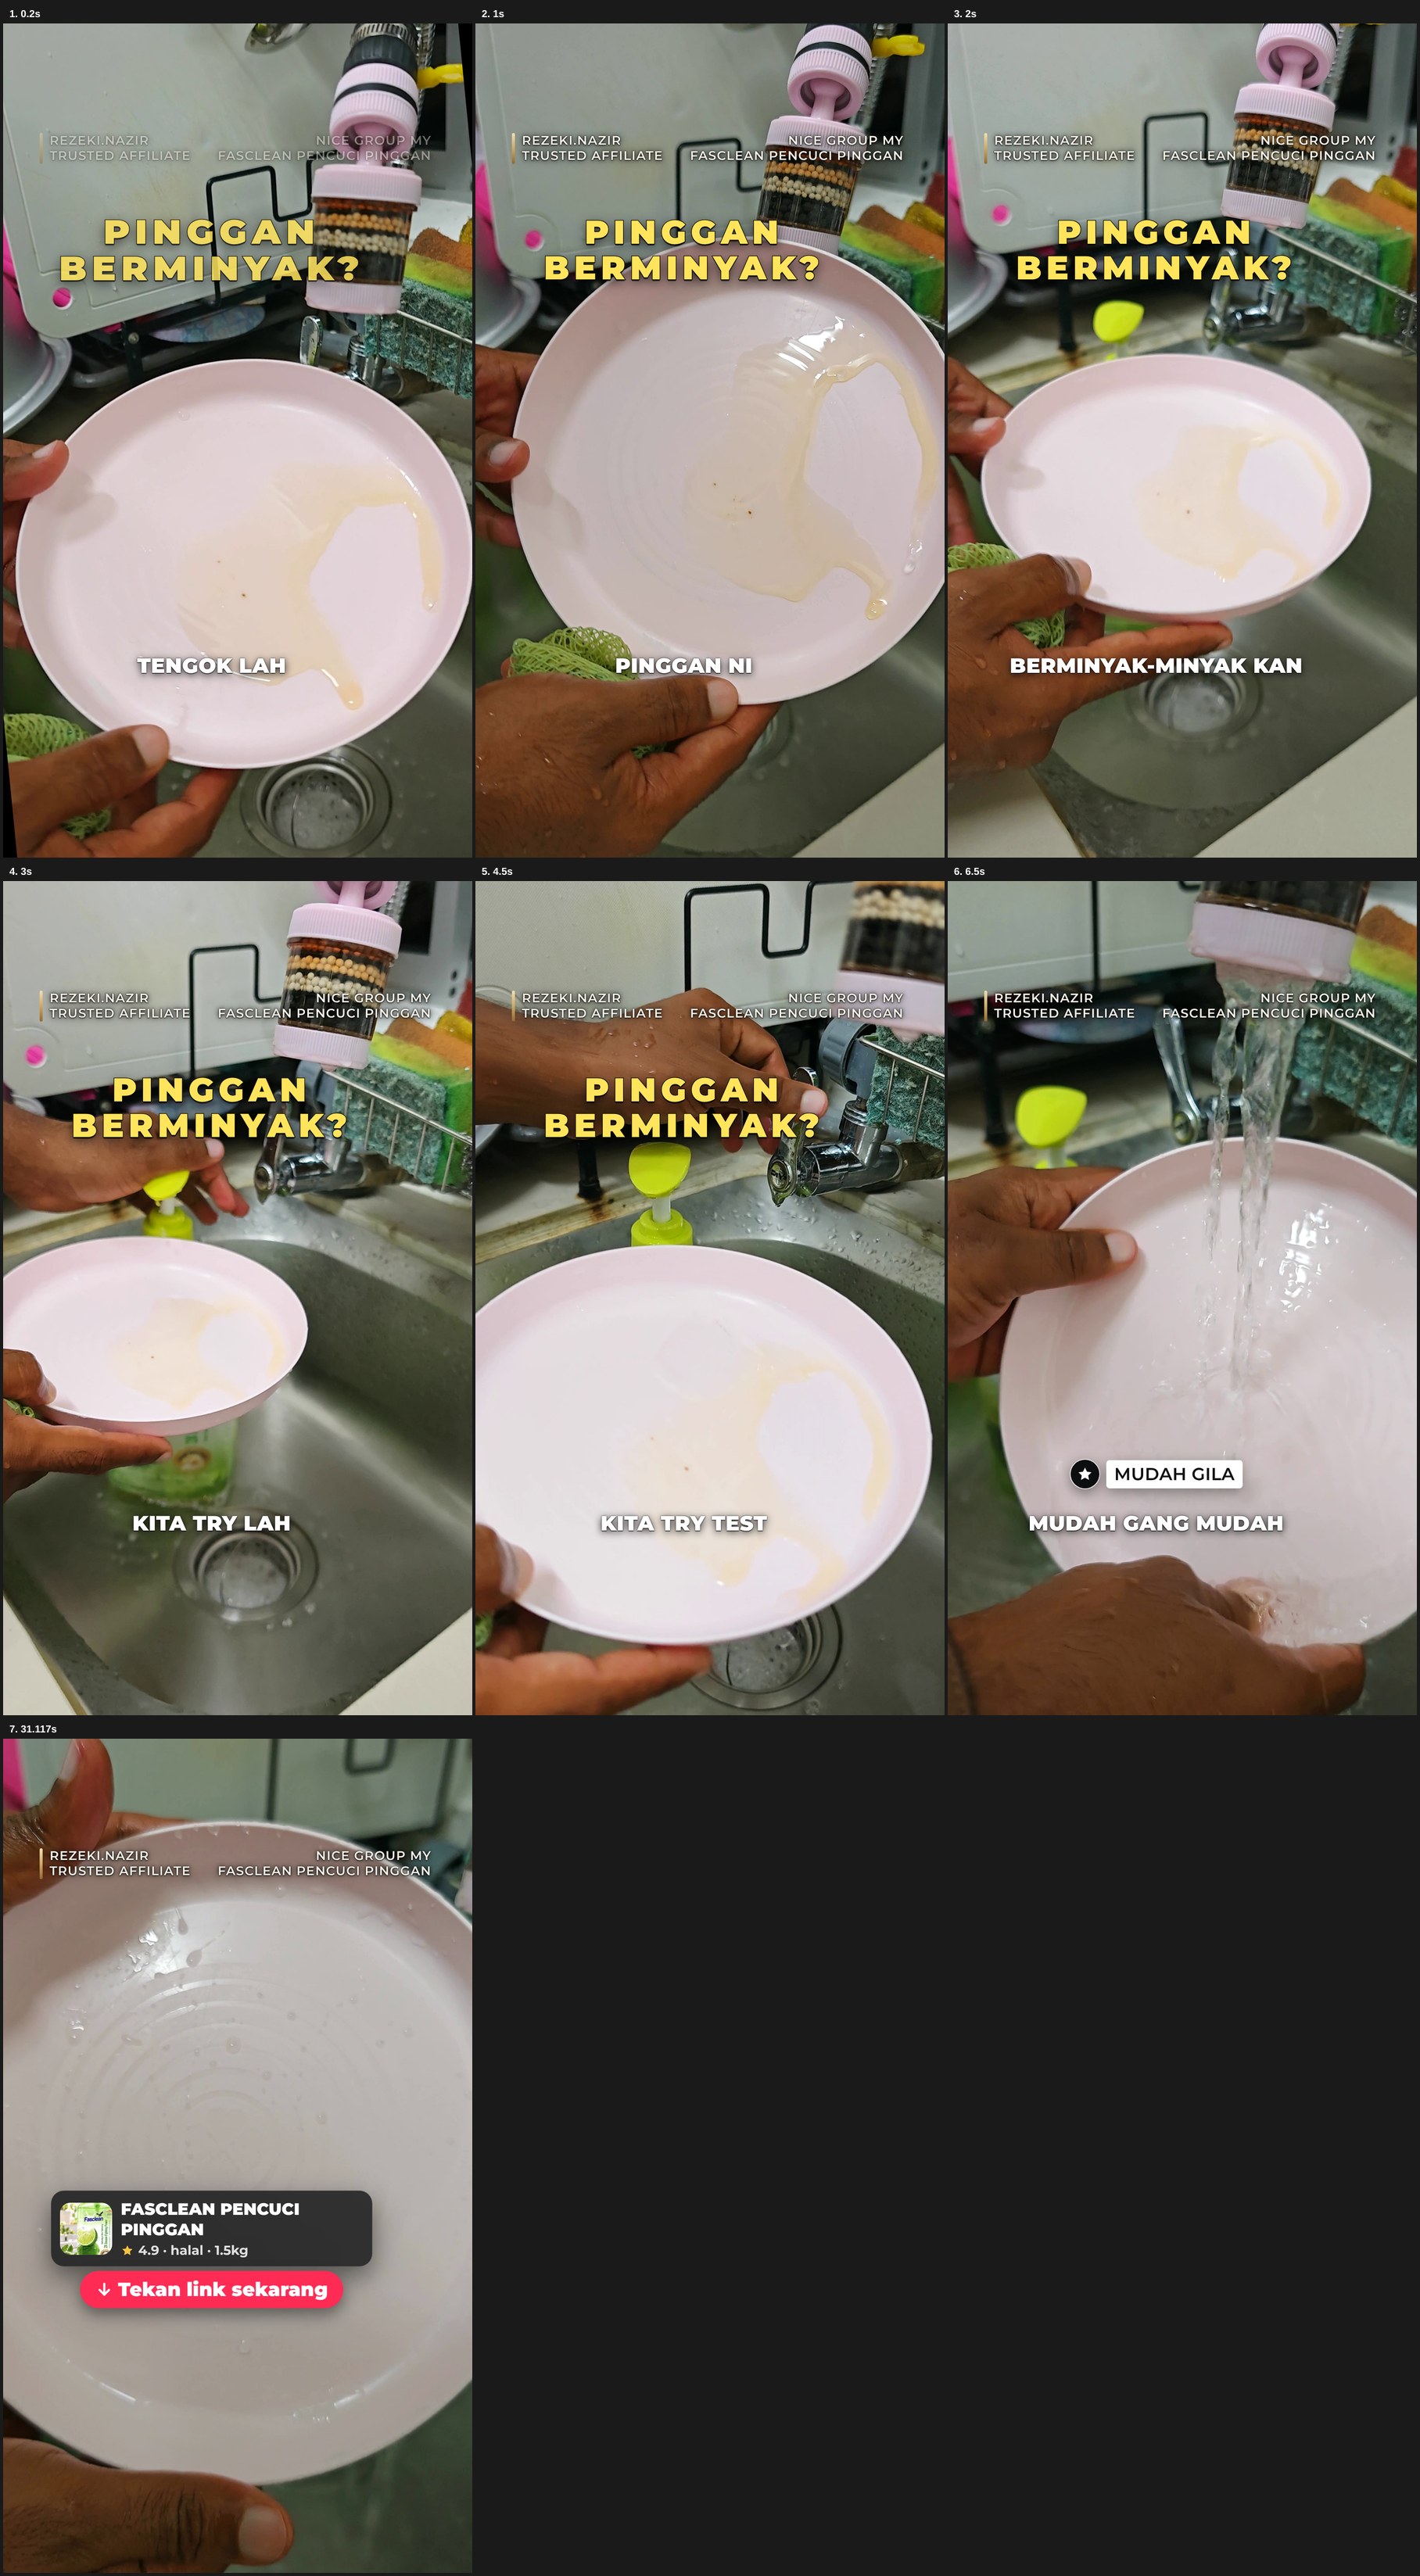 1. 0.2s
REZEKI.NAZIR
TRUSTED AFFILIATE
NICE GROUP MY
FASCLEAN PENCUCI PINGGAN
PINGGAN
BERMINYAK?
TENGOK LAH
2. 1s
REZEKI.NAZIR
TRUSTED AFFILIATE
NICE GROUP MY
FASCLEAN PENCUCI PINGGAN
PINGGAN
BERMINYAK?
PINGGAN NI
3. 2s
REZEKI.NAZIR
TRUSTED AFFILIATE
NICE GROUP MY
FASCLEAN PENCUCI PINGGAN
PINGGAN
BERMINYAK?
BERMINYAK-MINYAK KAN
4. 3s
REZEKI.NAZIR
TRUSTED AFFILIATE
NICE GROUP MY
FASCLEAN PENCUCI PINGGAN
PINGGAN
BERMINYAK?
KITA TRY LAH
5. 4.5s
REZEKI.NAZIR
TRUSTED AFFILIATE
NICE GROUP MY
FASCLEAN PENCUCI PINGGAN
PINGGAN
BERMINYAK?
KITA TRY TEST
6. 6.5s
REZEKI.NAZIR
TRUSTED AFFILIATE
NICE GROUP MY
FASCLEAN PENCUCI PINGGAN
MUDAH GILA
MUDAH GANG MUDAH
7. 31.117s
REZEKI.NAZIR
TRUSTED AFFILIATE
NICE GROUP MY
FASCLEAN PENCUCI PINGGAN
FASCLEAN PENCUCI
PINGGAN
Fasclean
★ 4.9 · halal · 1.5kg
↓ Tekan link sekarang